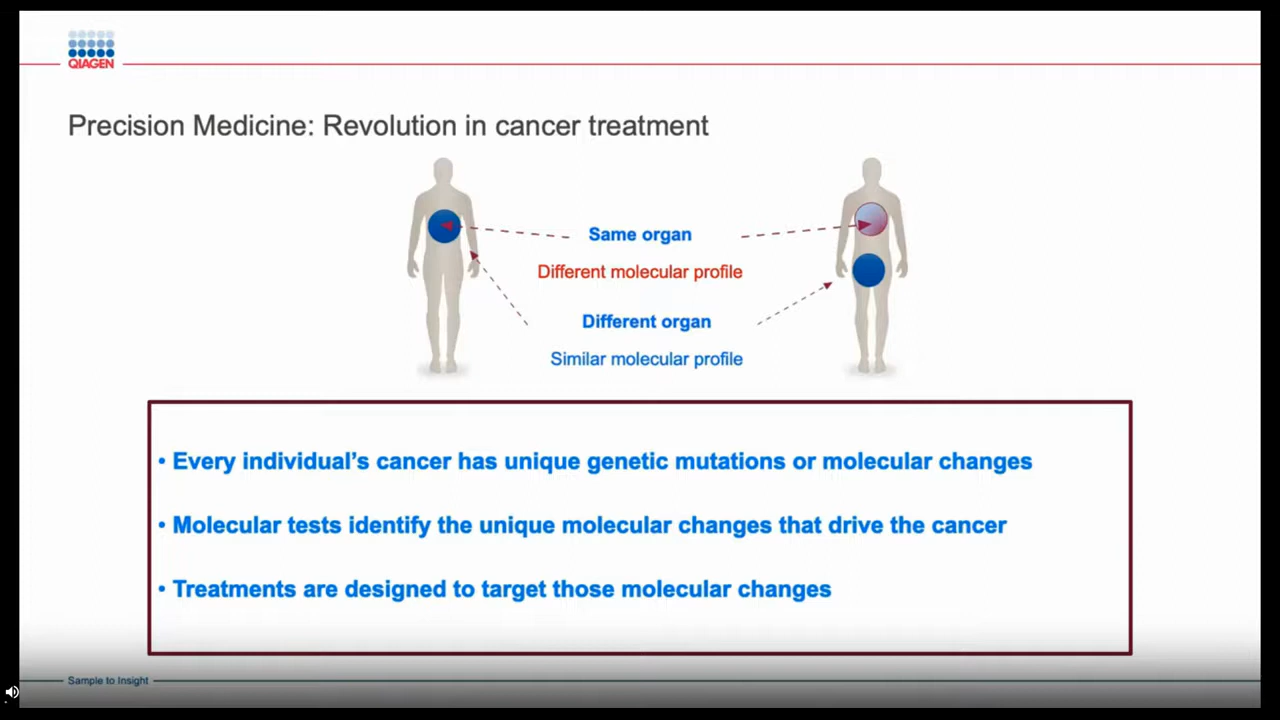 QIAGEN
Precision Medicine: Revolution in cancer treatment
Same organ
Different molecular profile
Different organ
Similar molecular profile
• Every individual’s cancer has unique genetic mutations or molecular changes
• Molecular tests identify the unique molecular changes that drive the cancer
• Treatments are designed to target those molecular changes
Sample to Insight